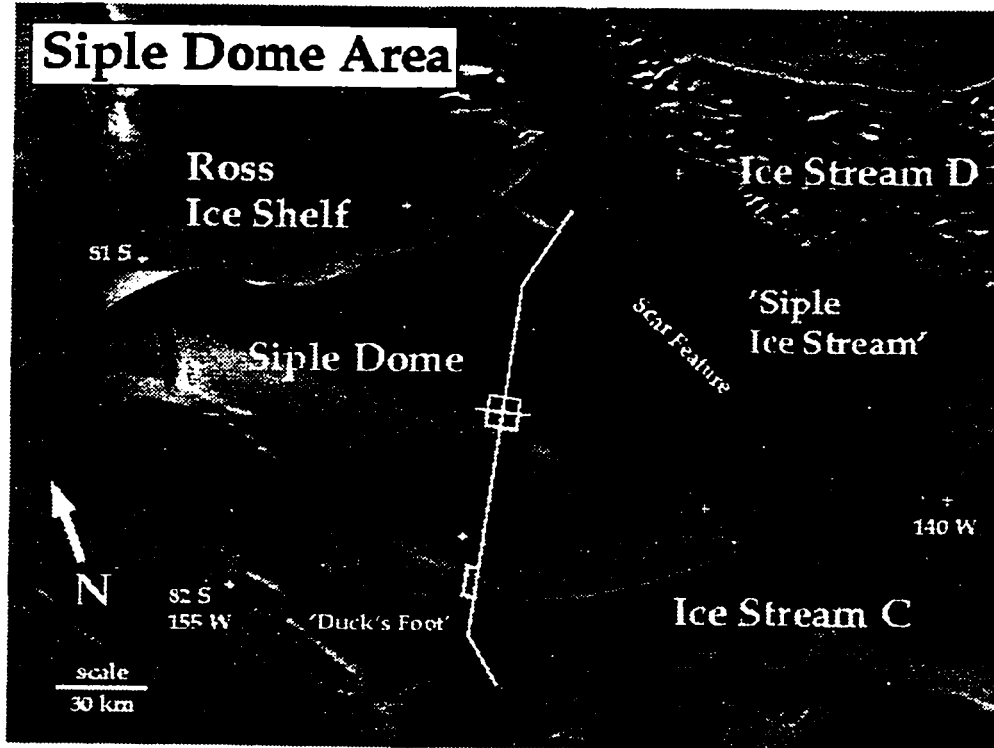 Siple Dome Area
Ross
Ice Shelf
Ice Stream D
81 S
'Siple
Ice Stream'
Scar Feature
Siple Dome
140 W
N
82 S
155 W
'Duck's Foot'
Ice Stream C
scale
30 km